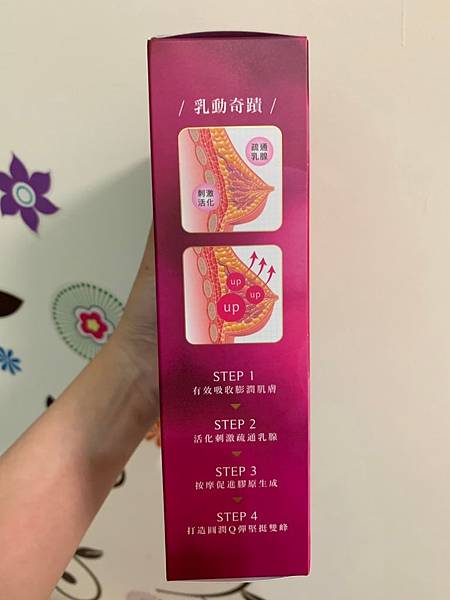 / 乳動奇蹟 /
疏通
乳腺
刺激
活化
up
up
up
STEP 1
有效吸收膨潤肌膚
STEP 2
活化刺激疏通乳腺
STEP 3
按摩促進膠原生成
STEP 4
打造圓潤Q彈堅挺雙峰